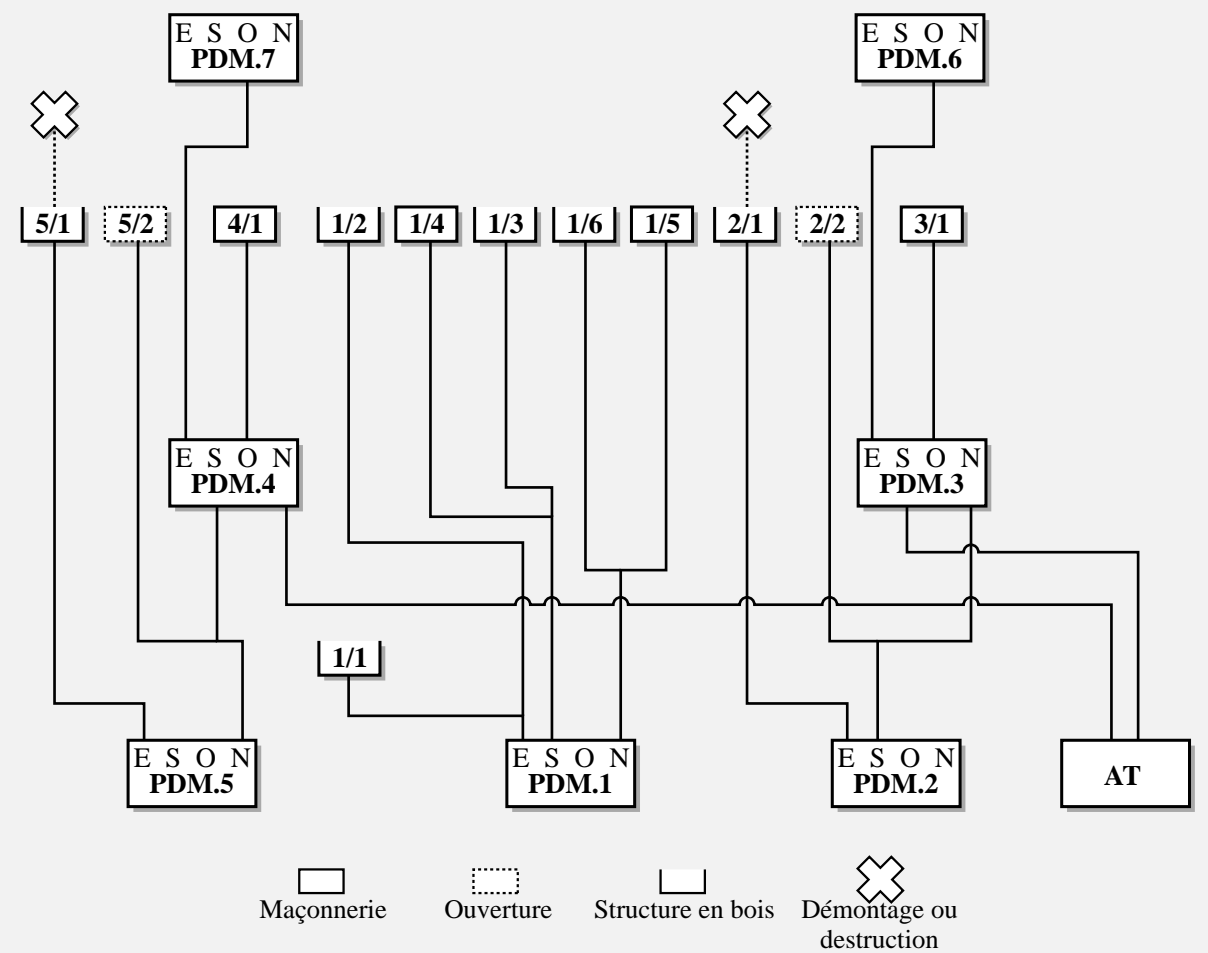 E S O N
PDM.7
E S O N
PDM.6
5/1
5/2
4/1
1/2
1/4
1/3
1/6
1/5
2/1
2/2
3/1
E S O N
PDM.4
E S O N
PDM.3
1/1
E S O N
PDM.5
E S O N
PDM.1
E S O N
PDM.2
AT
Maçonnerie
Ouverture
Structure en bois
Démontage ou
destruction